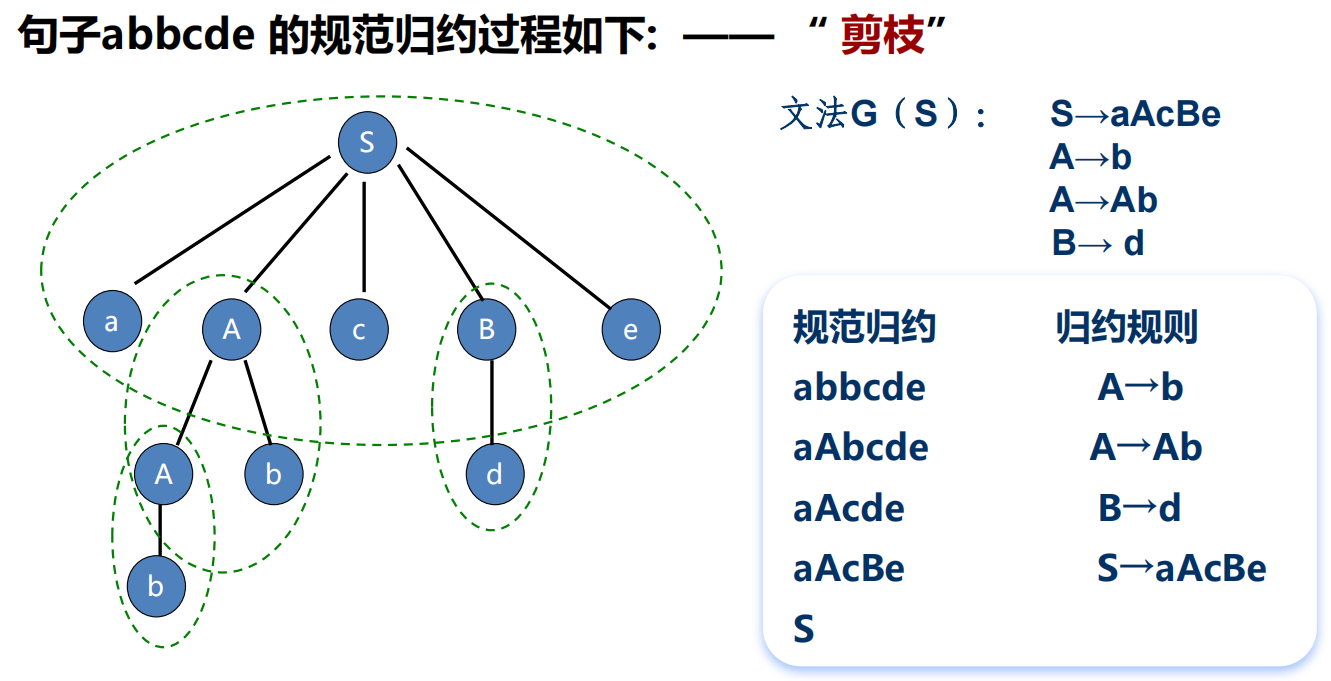 句子abbcde 的规范归约过程如下: —— “ 剪枝”
文法G（S）: S→aAcBe
A→b
A→Ab
B→ d
S
a A c B e
A b d
b
规范归约 归约规则
abbcde A→b
aAbcde A→Ab
aAcde B→d
aAcBe S→aAcBe
S